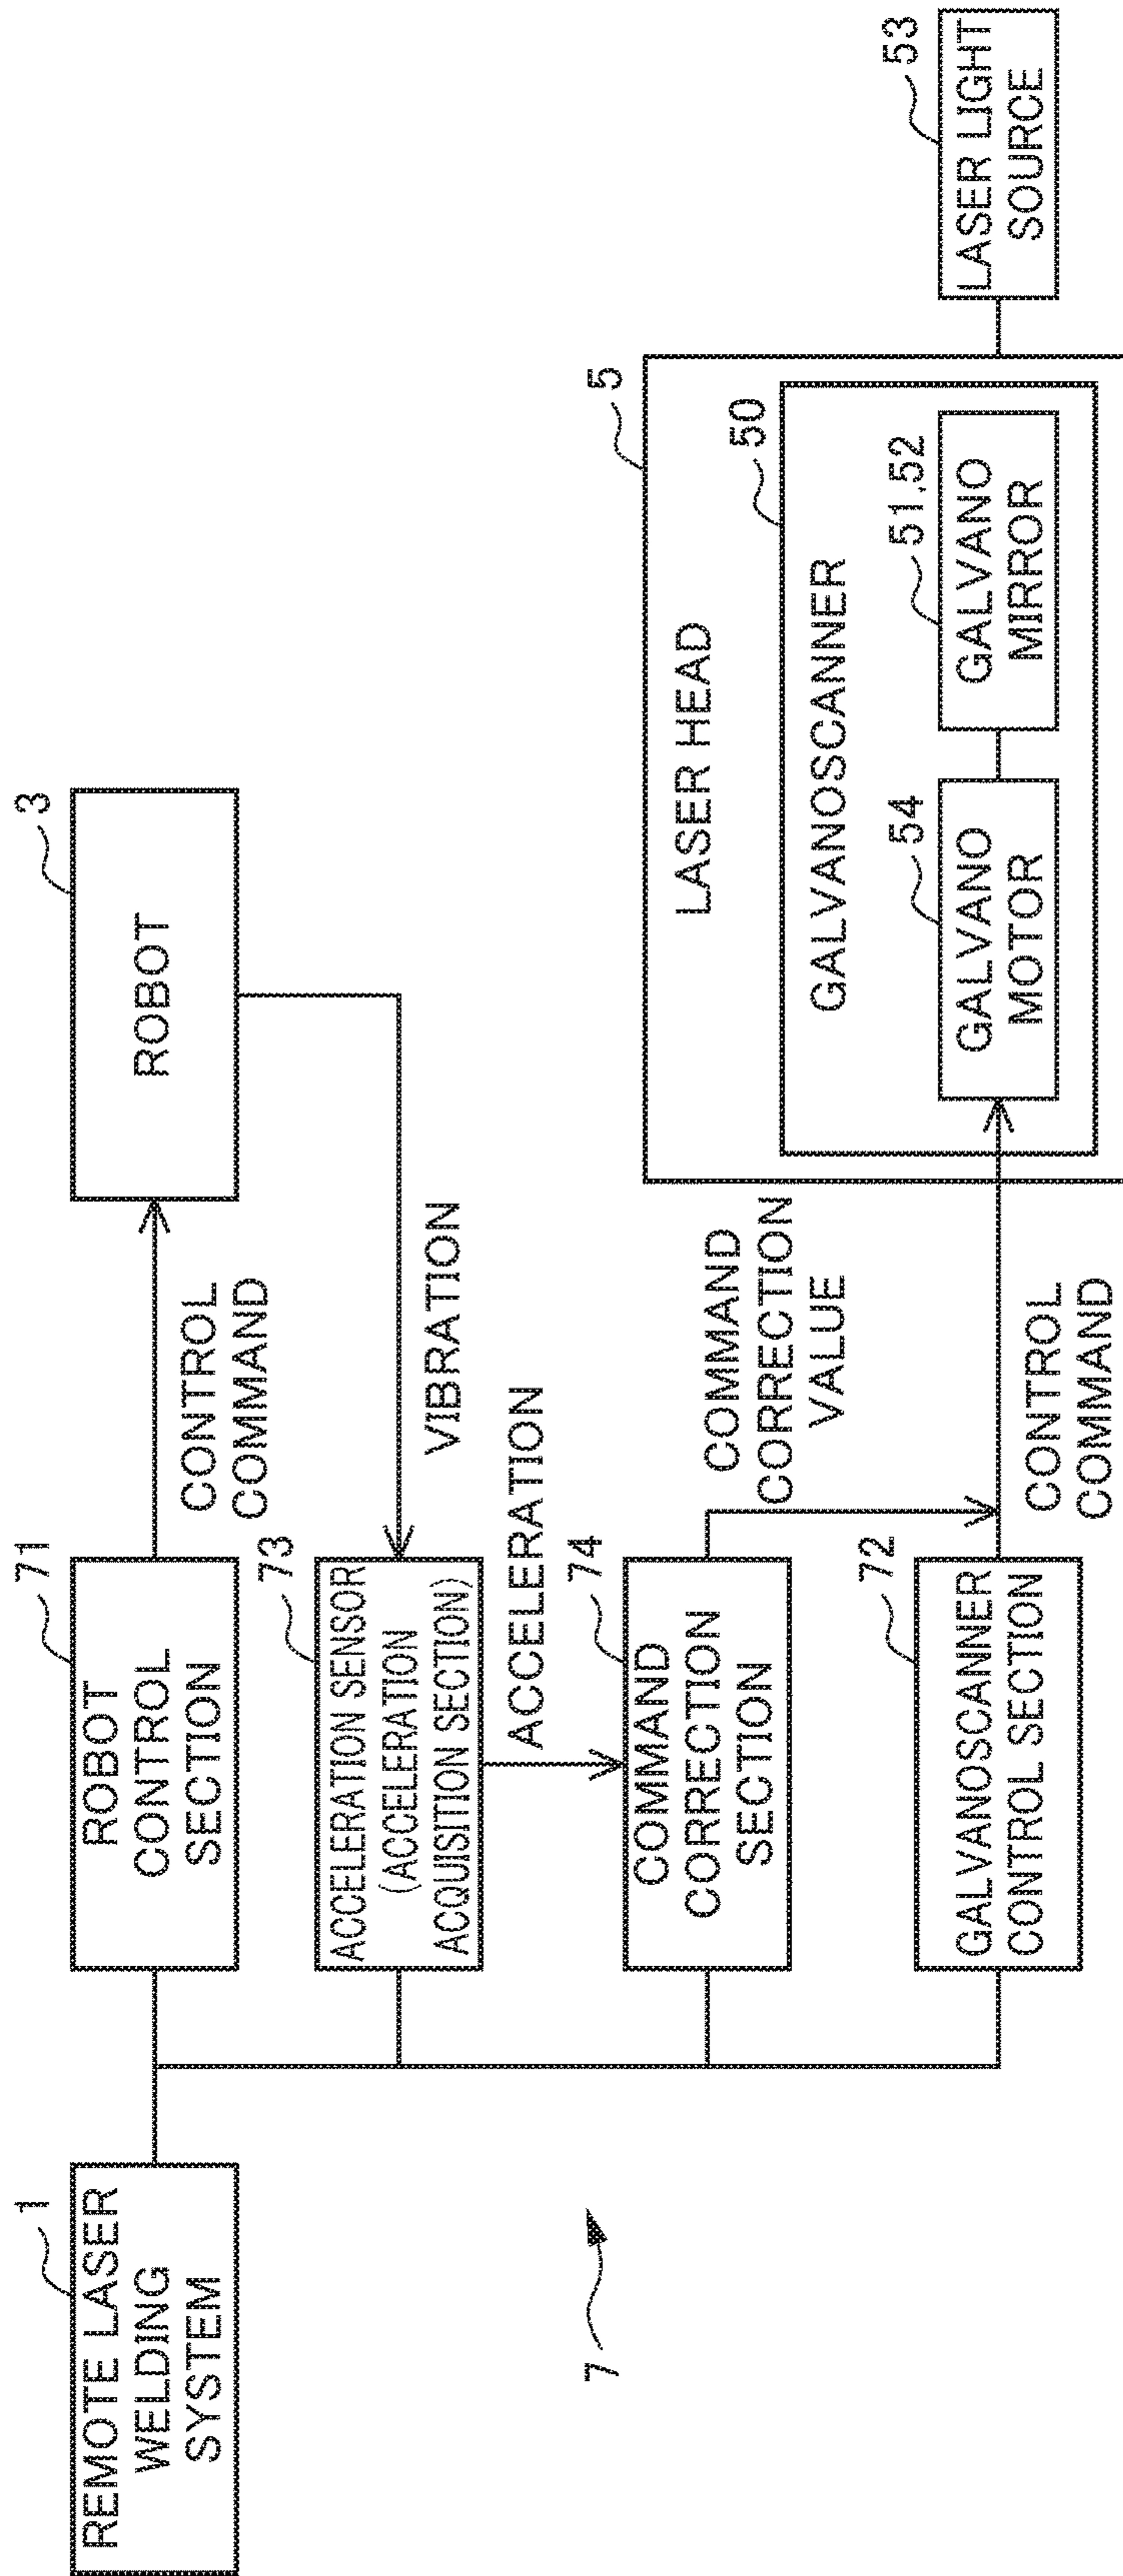 1
REMOTE LASER
WELDING
SYSTEM
71
ROBOT
CONTROL
SECTION
CONTROL
COMMAND
3
ROBOT
73
ACCELERATION SENSOR
(ACCELERATION
ACQUISITION SECTION)
VIBRATION
ACCELERATION
74
COMMAND
CORRECTION
SECTION
COMMAND
CORRECTION
VALUE
72
GALVANOSCANNER
CONTROL SECTION
CONTROL
COMMAND
5
LASER HEAD
50
GALVANOSCANNER
54
GALVANO
MOTOR
51,52
GALVANO
MIRROR
53
LASER LIGHT
SOURCE
7